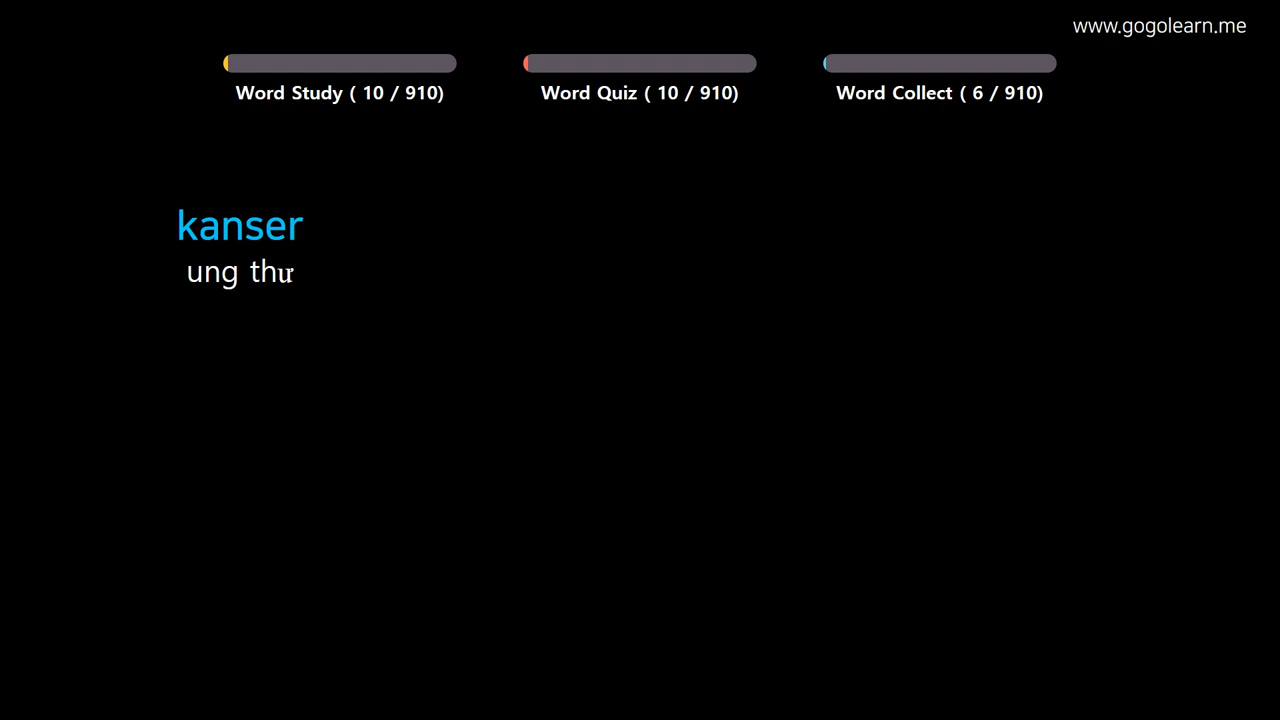 www.gogolearn.me
Word Study ( 10 / 910)
Word Quiz ( 10 / 910)
Word Collect ( 6 / 910)
kanser
ung thư